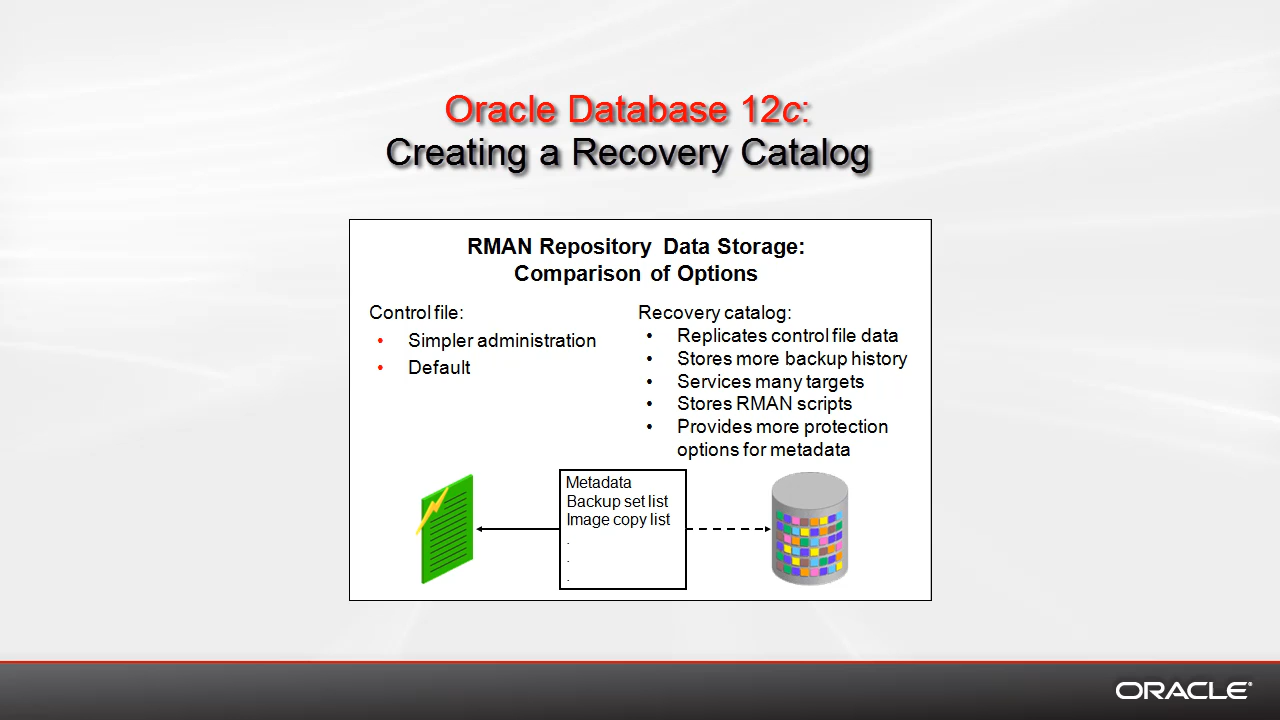 Oracle Database 12c:
Creating a Recovery Catalog
RMAN Repository Data Storage:
Comparison of Options
Control file:
• Simpler administration
• Default
Recovery catalog:
• Replicates control file data
• Stores more backup history
• Services many targets
• Stores RMAN scripts
• Provides more protection
options for metadata
Metadata
Backup set list
Image copy list
.
.
.
ORACLE®